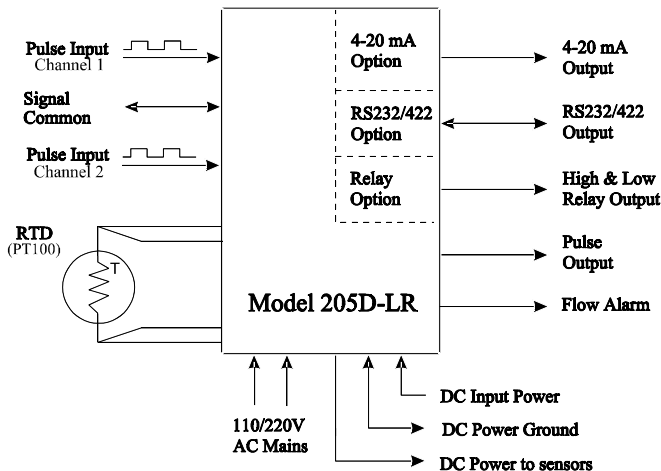 Pulse Input
Channel 1
Signal
Common
Pulse Input
Channel 2
RTD
(PT100)
T
4-20 mA
Option
RS232/422
Option
Relay
Option
Model 205D-LR
4-20 mA
Output
RS232/422
Output
High & Low
Relay Output
Pulse
Output
Flow Alarm
110/220V
AC Mains
DC Input Power
DC Power Ground
DC Power to sensors